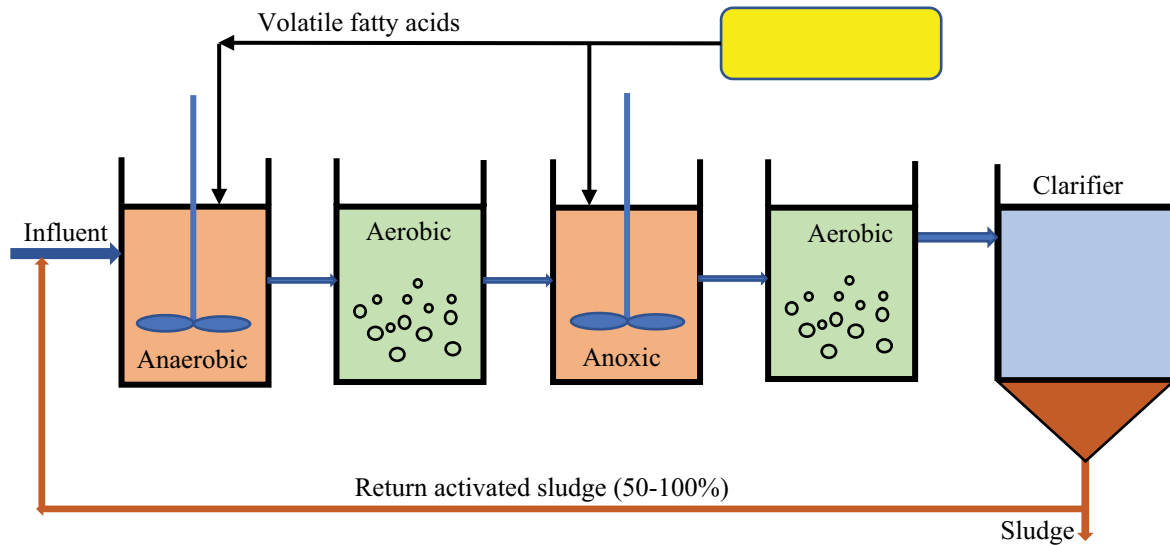 Volatile fatty acids
Influent
Anaerobic
Aerobic
Anoxic
Aerobic
Clarifier
Return activated sludge (50-100%)
Sludge